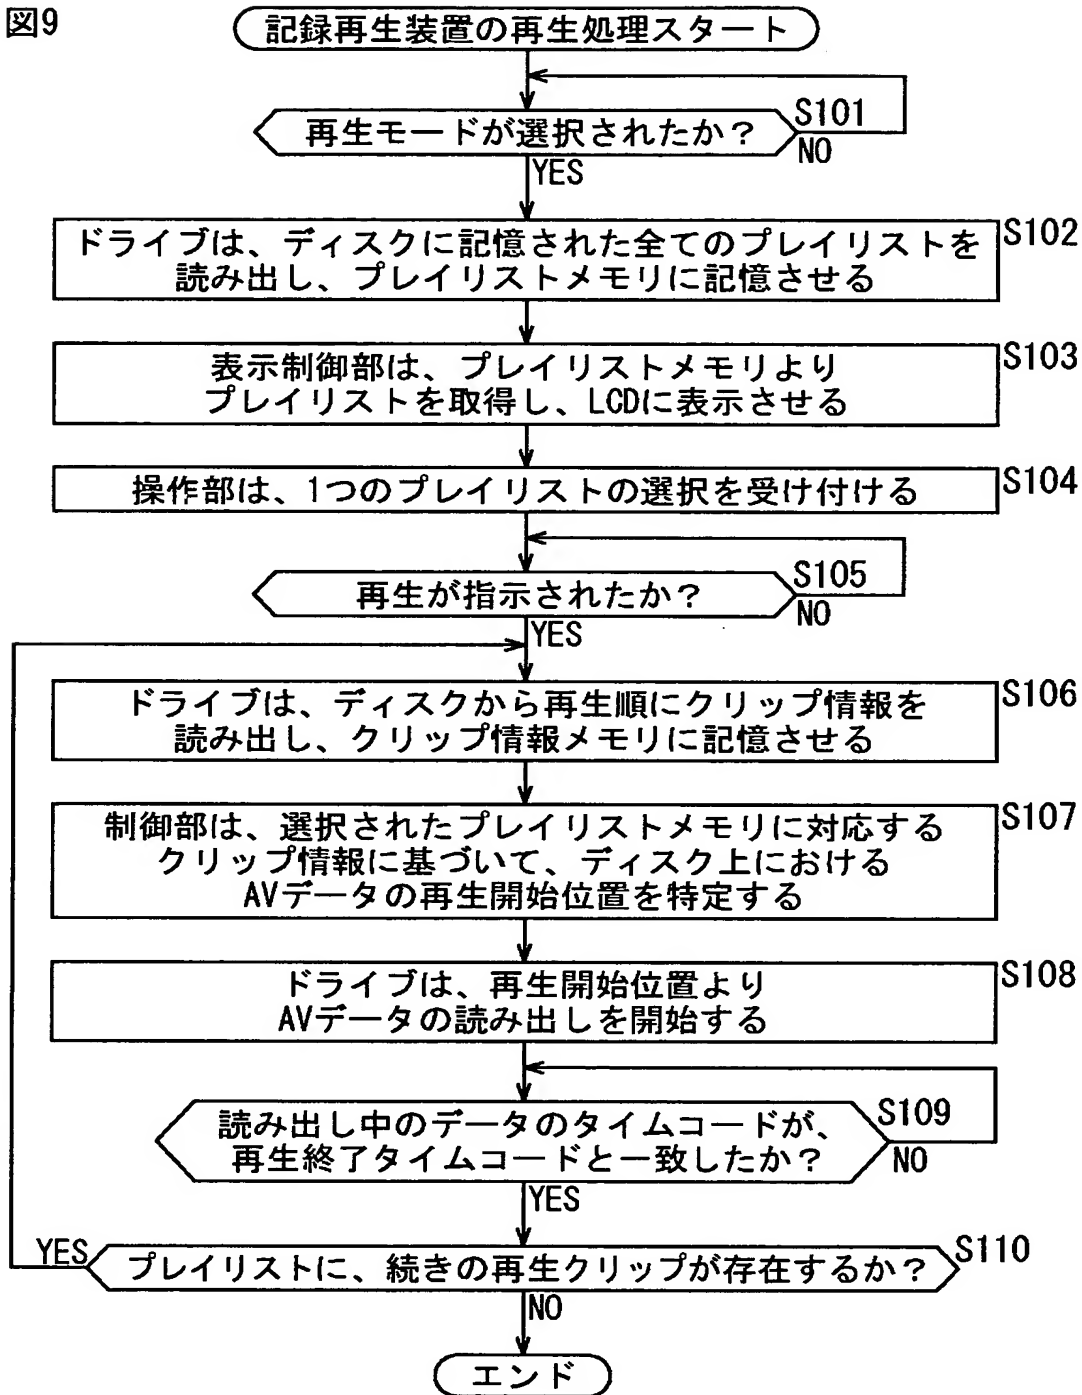 図9
記録再生装置の再生処理スタート
再生モードが選択されたか?
S101
NO
YES
ドライブは、ディスクに記憶された全てのプレイリストを
読み出し、プレイリストメモリに記憶させる
S102
表示制御部は、プレイリストメモリより
プレイリストを取得し、LCDに表示させる
S103
操作部は、1つのプレイリストの選択を受け付ける
S104
再生が指示されたか?
S105
NO
YES
ドライブは、ディスクから再生順にクリップ情報を
読み出し、クリップ情報メモリに記憶させる
S106
制御部は、選択されたプレイリストメモリに対応する
クリップ情報に基づいて、ディスク上における
AVデータの再生開始位置を特定する
S107
ドライブは、再生開始位置より
AVデータの読み出しを開始する
S108
読み出し中のデータのタイムコードが、
再生終了タイムコードと一致したか?
S109
NO
YES
YES
プレイリストに、続きの再生クリップが存在するか?
S110
NO
エンド